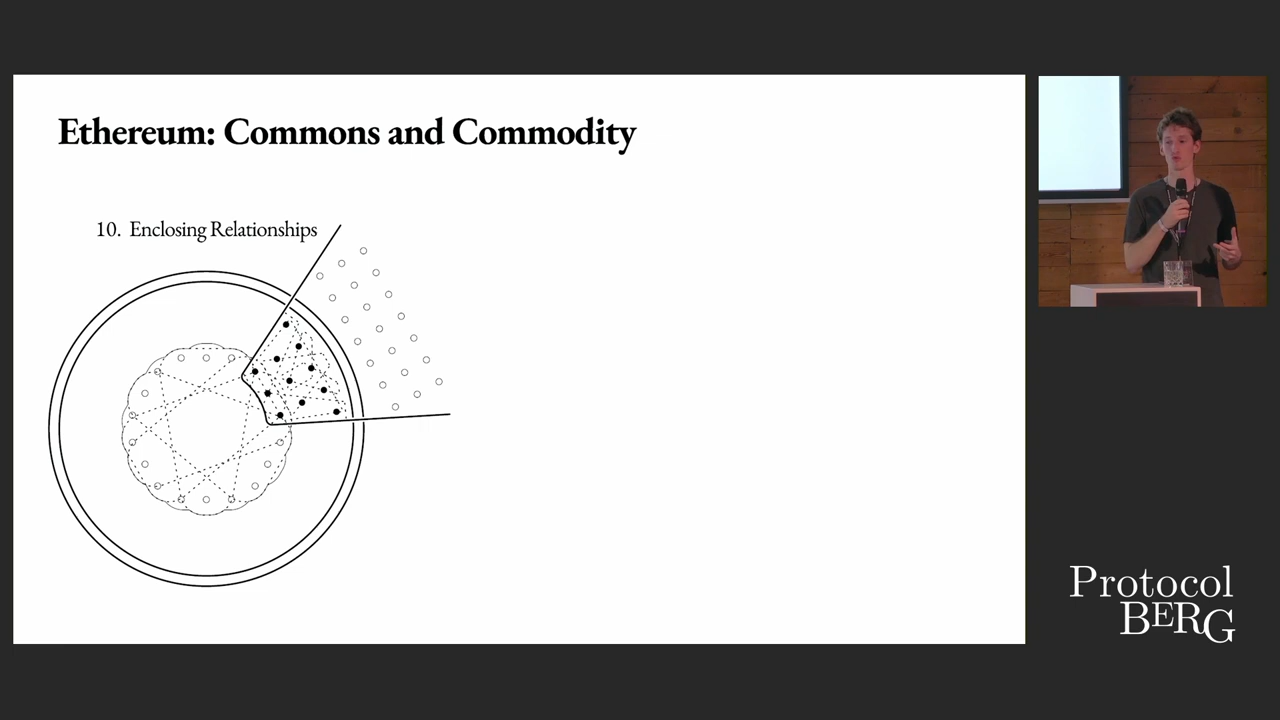 Ethereum: Commons and Commodity
10. Enclosing Relationships
Protocol
BERG